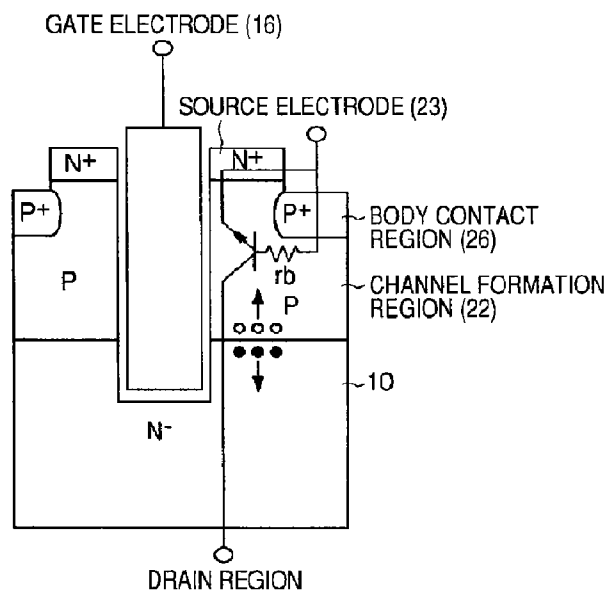 GATE ELECTRODE (16)
SOURCE ELECTRODE (23)
N+
N+
P+
P+
BODY CONTACT
REGION (26)
rb
P
P
CHANNEL FORMATION
REGION (22)
10
N-
DRAIN REGION